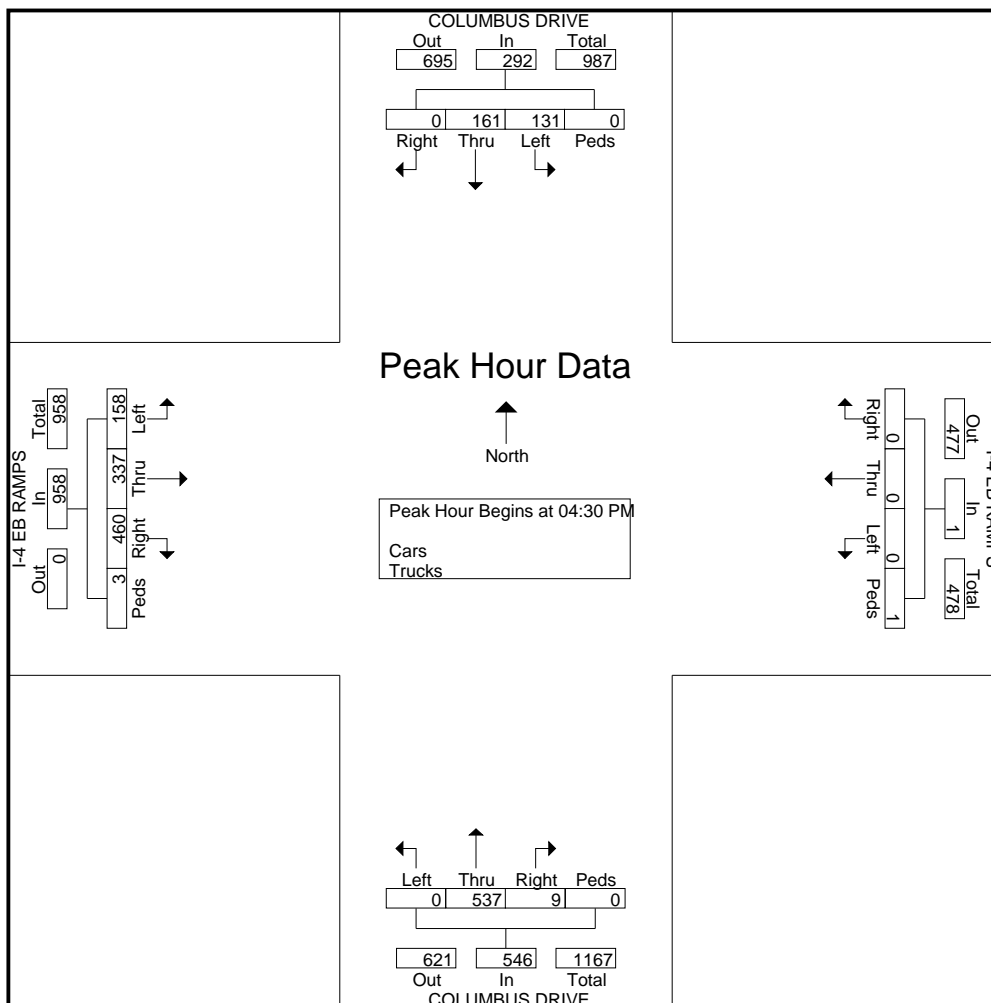 COLUMBUS DRIVE
Out In Total
695 292 987
0 161 131 0
Right Thru Left Peds
Peak Hour Data
North
Peak Hour Begins at 04:30 PM
Cars
Trucks
I-4 EB RAMPS
Out In Total
0 958 958
158 337 460 3
Left Thru Right Peds
Right Thru Left Peds
0 0 0 1
Out In Total
477 1 478
I-4 EB RAMPS
Left Thru Right Peds
0 537 9 0
621 546 1167
Out In Total
COLUMBUS DRIVE